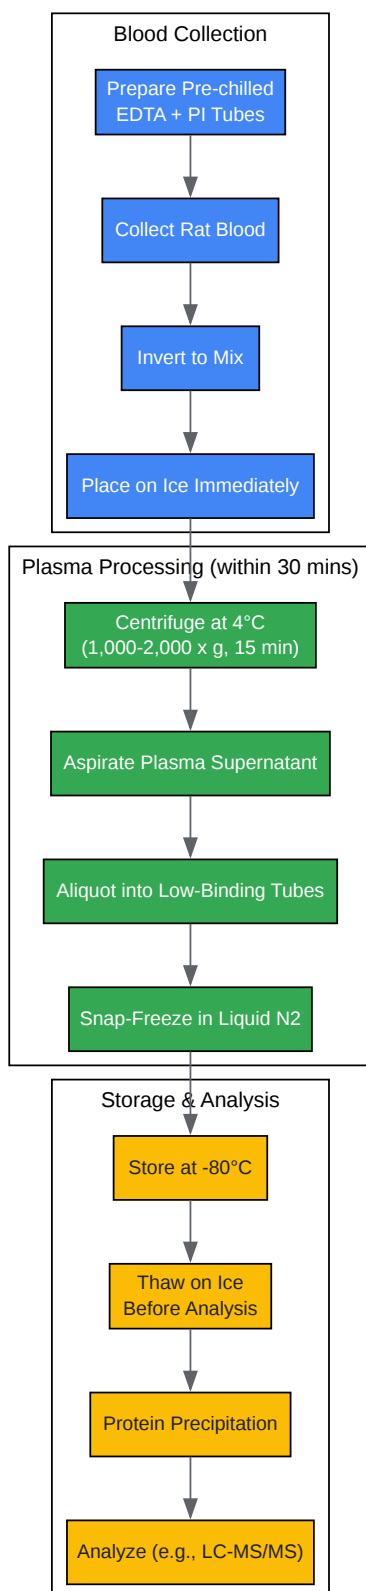 Blood Collection
Prepare Pre-chilled
EDTA + PI Tubes
Collect Rat Blood
Invert to Mix
Place on Ice Immediately
Plasma Processing (within 30 mins)
Centrifuge at 4°C
(1,000-2,000 x g, 15 min)
Aspirate Plasma Supernatant
Aliquot into Low-Binding Tubes
Snap-Freeze in Liquid N2
Storage & Analysis
Store at -80°C
Thaw on Ice
Before Analysis
Protein Precipitation
Analyze (e.g., LC-MS/MS)